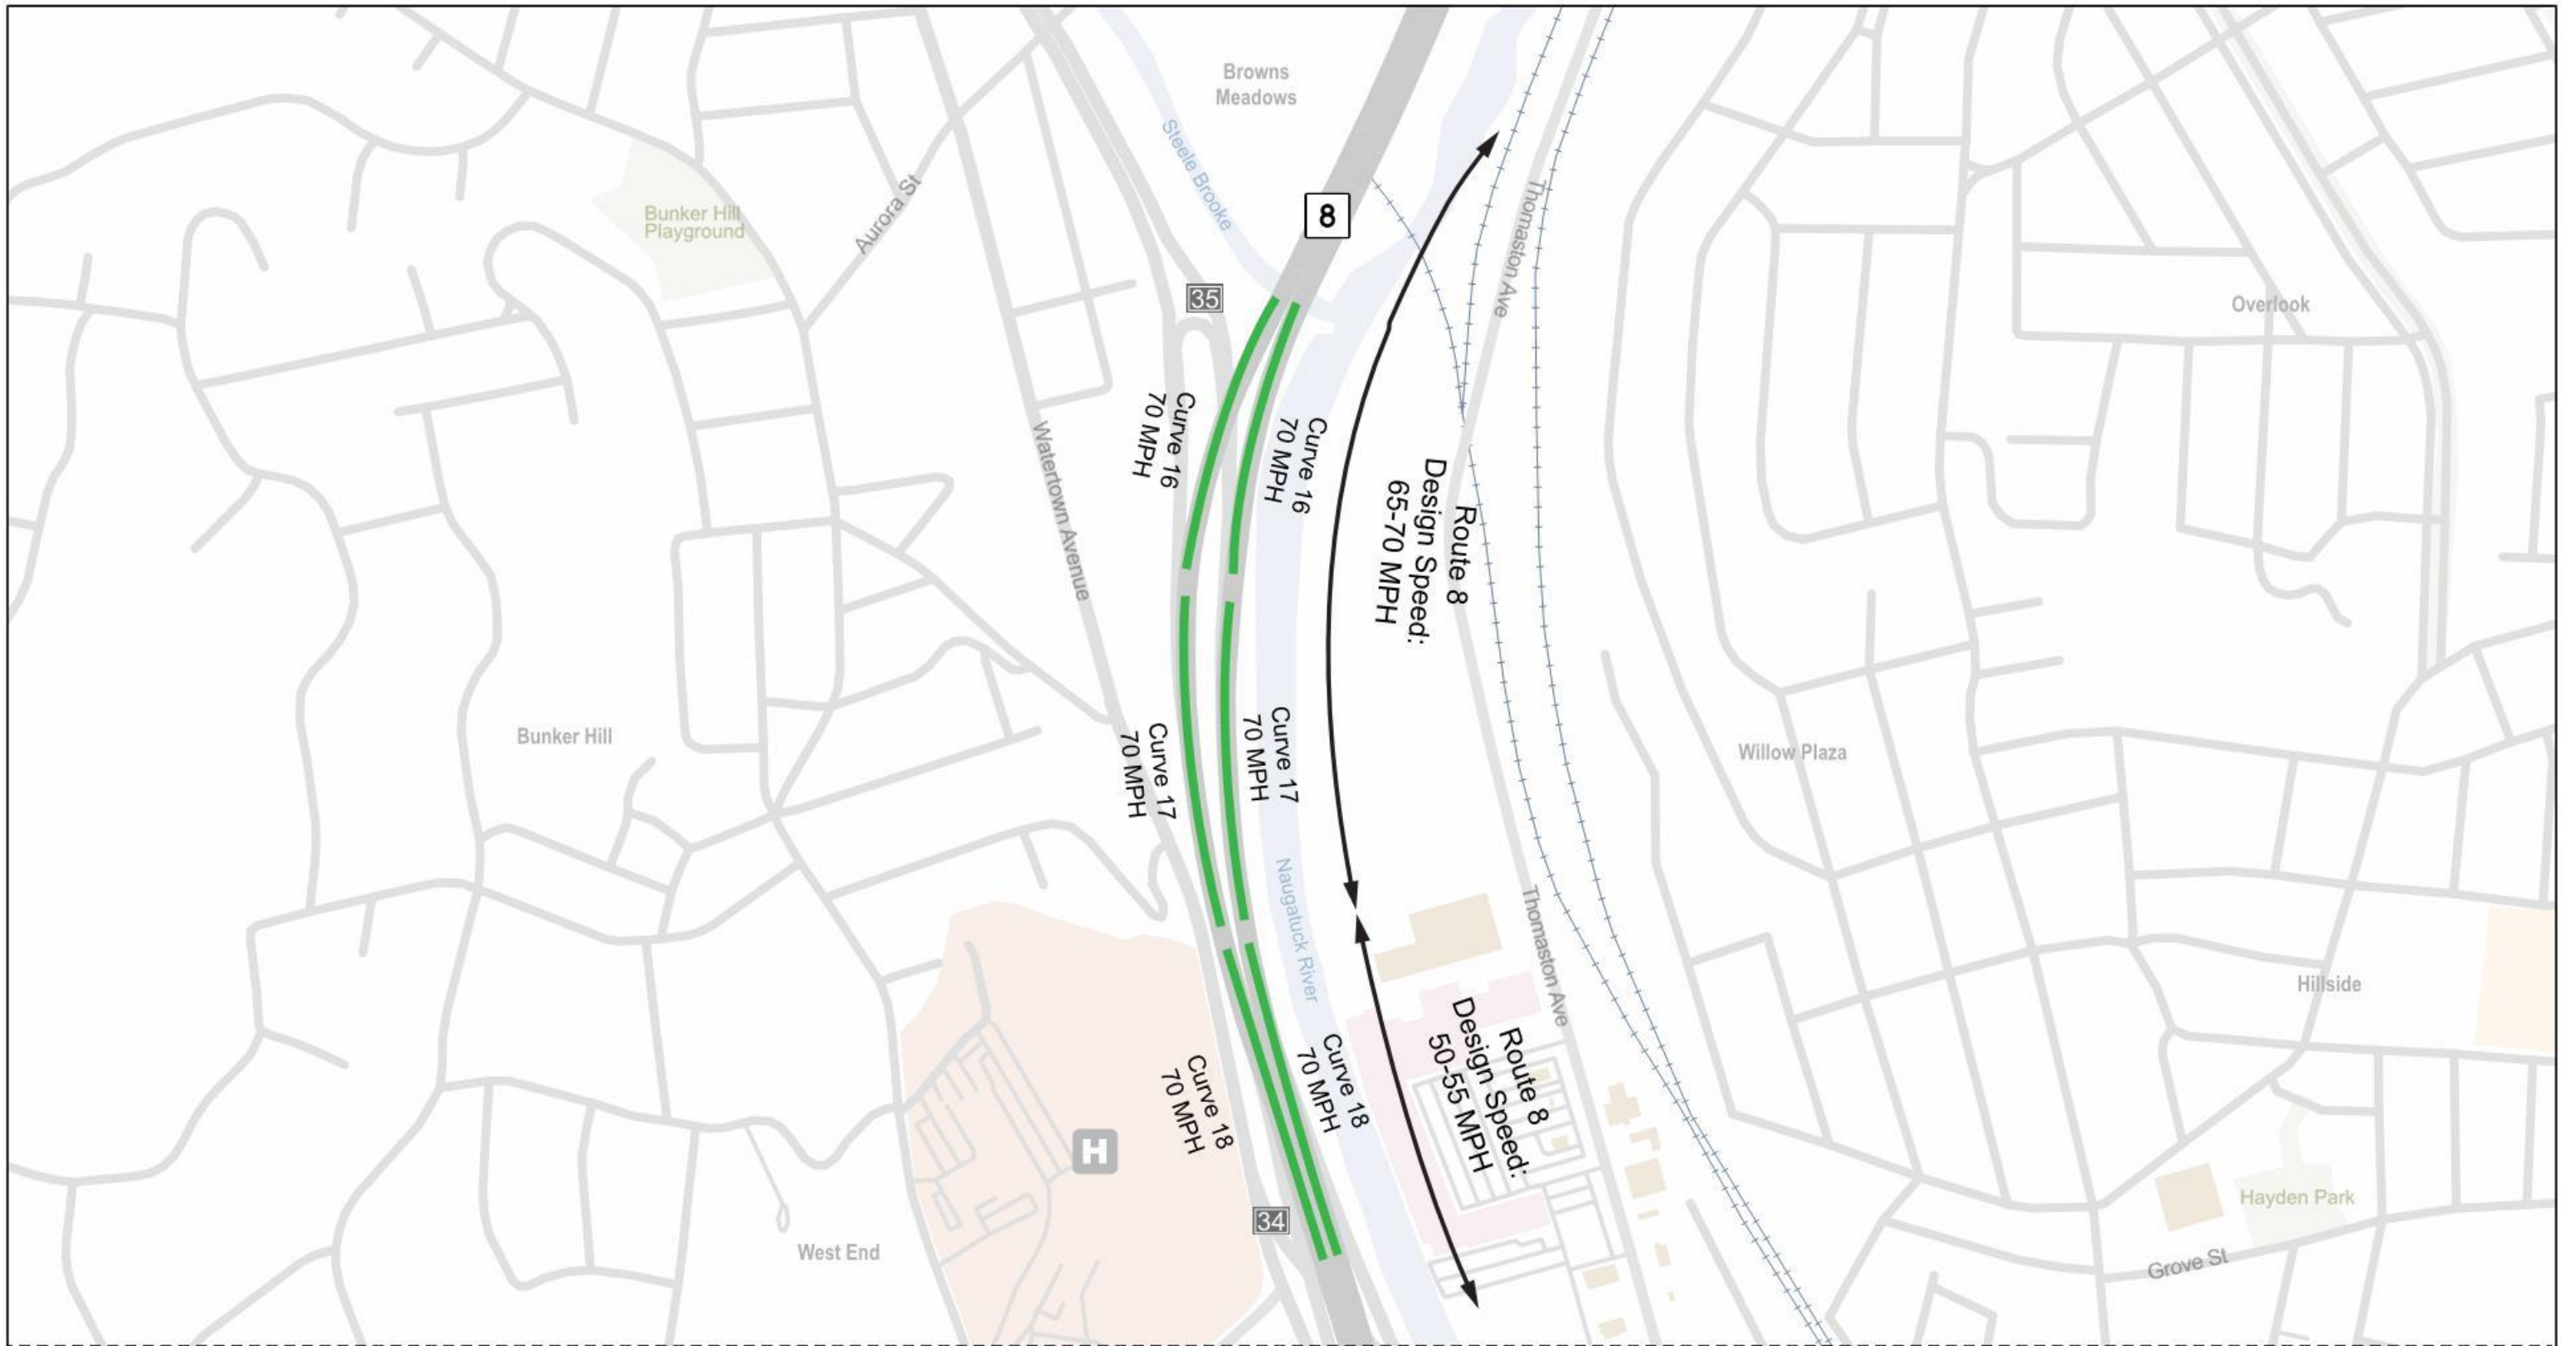 Browns
Meadows
Steele Brooke
8
Bunker Hill
Playground
Aurora St
Thomaston Ave
35
Overlook
Curve 16
70 MPH
Curve 16
70 MPH
Watertown Avenue
Route 8
Design Speed:
65-70 MPH
Bunker Hill
Curve 17
70 MPH
Curve 17
70 MPH
Willow Plaza
Naugatuck River
Thomaston Ave
Hillside
Curve 18
70 MPH
Curve 18
70 MPH
Route 8
Design Speed:
50-55 MPH
H
34
West End
Hayden Park
Grove St